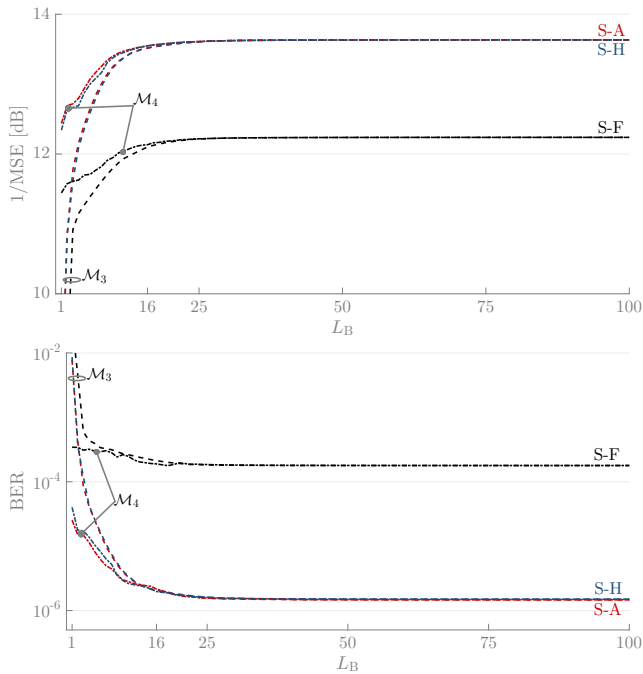 14
S-A
S-H
1/MSE [dB]
M4
12
S-F
M3
10
1
16
25
50
75
100
LB
10^-2
M3
S-F
10^-4
BER
M4
S-H
S-A
10^-6
1
16
25
50
75
100
LB